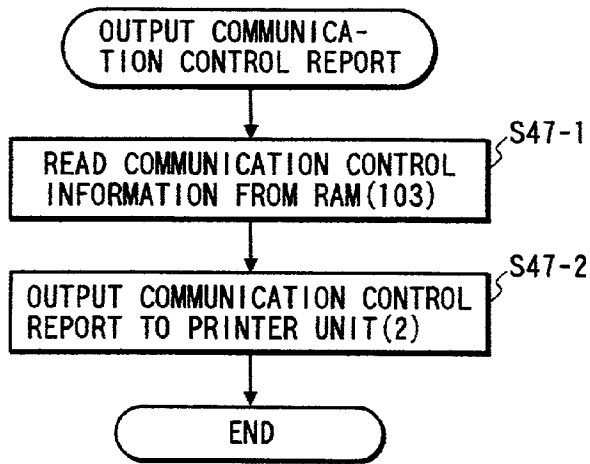 OUTPUT COMMUNICA-
TION CONTROL REPORT
S47-1
READ COMMUNICATION CONTROL
INFORMATION FROM RAM(103)
S47-2
OUTPUT COMMUNICATION CONTROL
REPORT TO PRINTER UNIT(2)
END